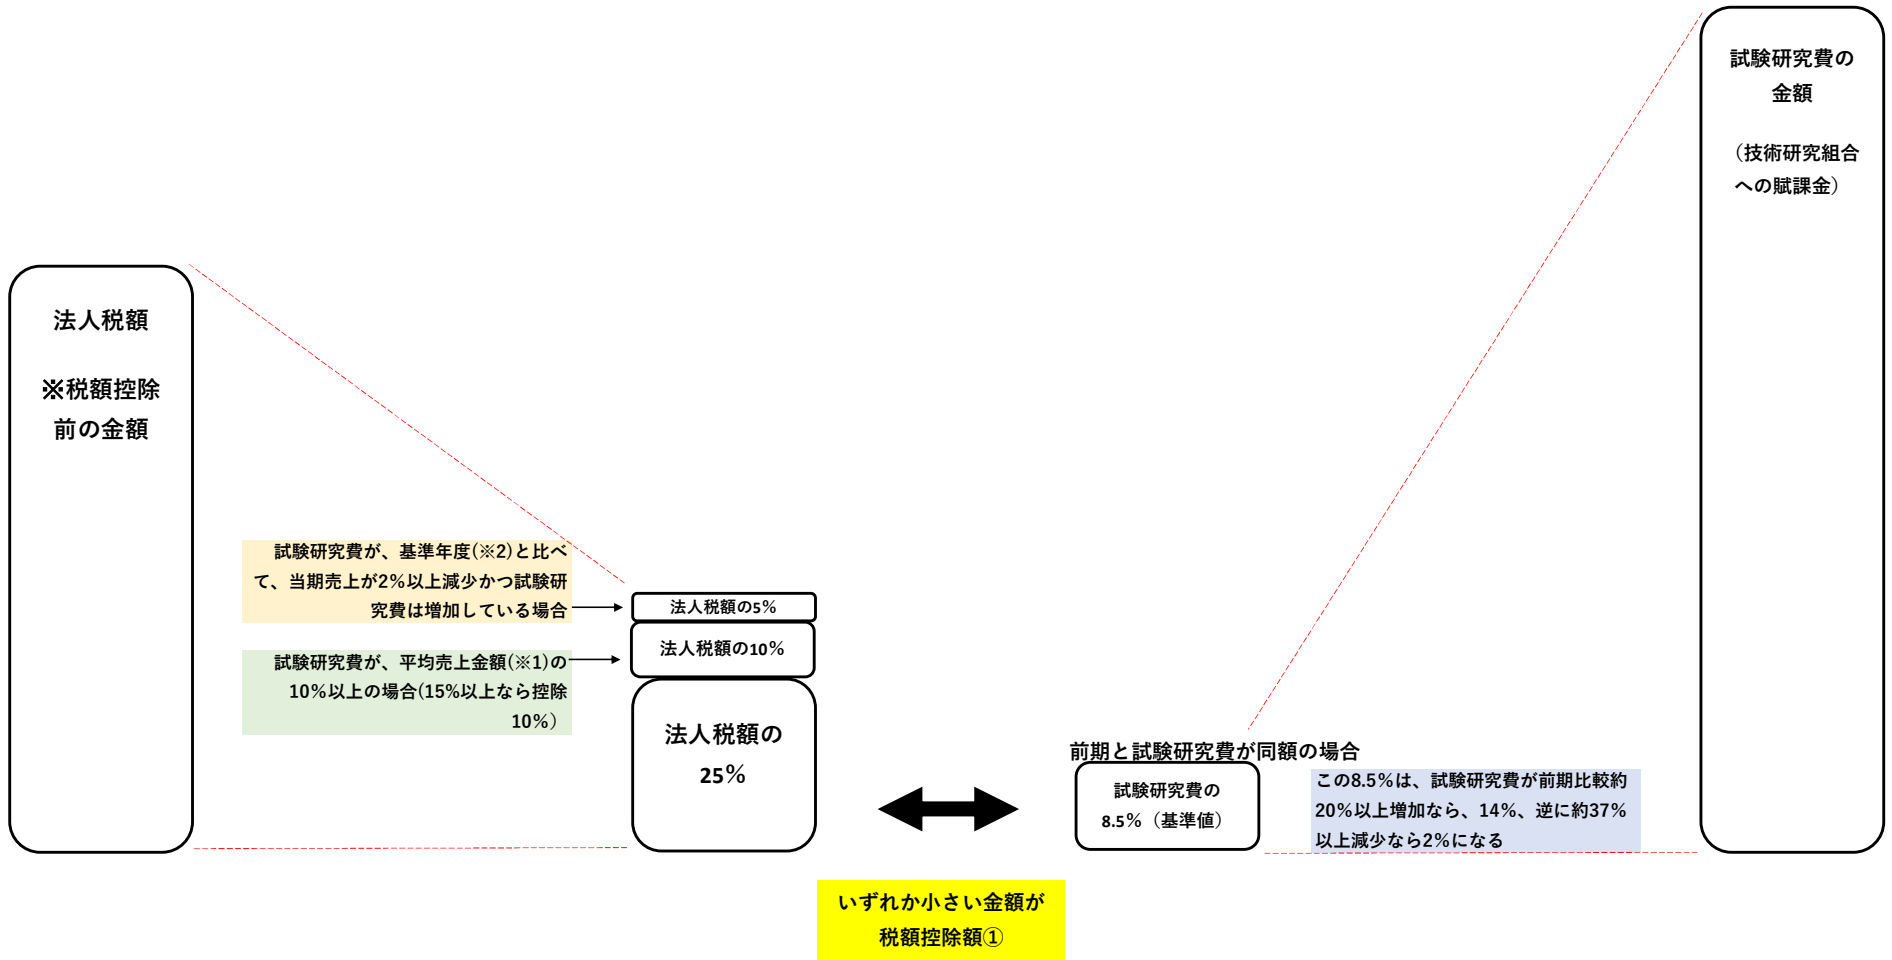 試験研究費の
金額
（技術研究組合
への賦課金）
法人税額
※税額控除
前の金額
試験研究費が、基準年度(※2)と比べ
て、当期売上が2％以上減少かつ試験研
究費は増加している場合
法人税額の5％
法人税額の10％
試験研究費が、平均売上金額(※1)の
10％以上の場合(15%以上なら控除
10％）
法人税額の
25％
前期と試験研究費が同額の場合
試験研究費の
8.5％（基準値）
この8.5％は、試験研究費が前期比較約
20％以上増加なら、14％、逆に約37％
以上減少なら2％になる
いずれか小さい金額が
税額控除額①